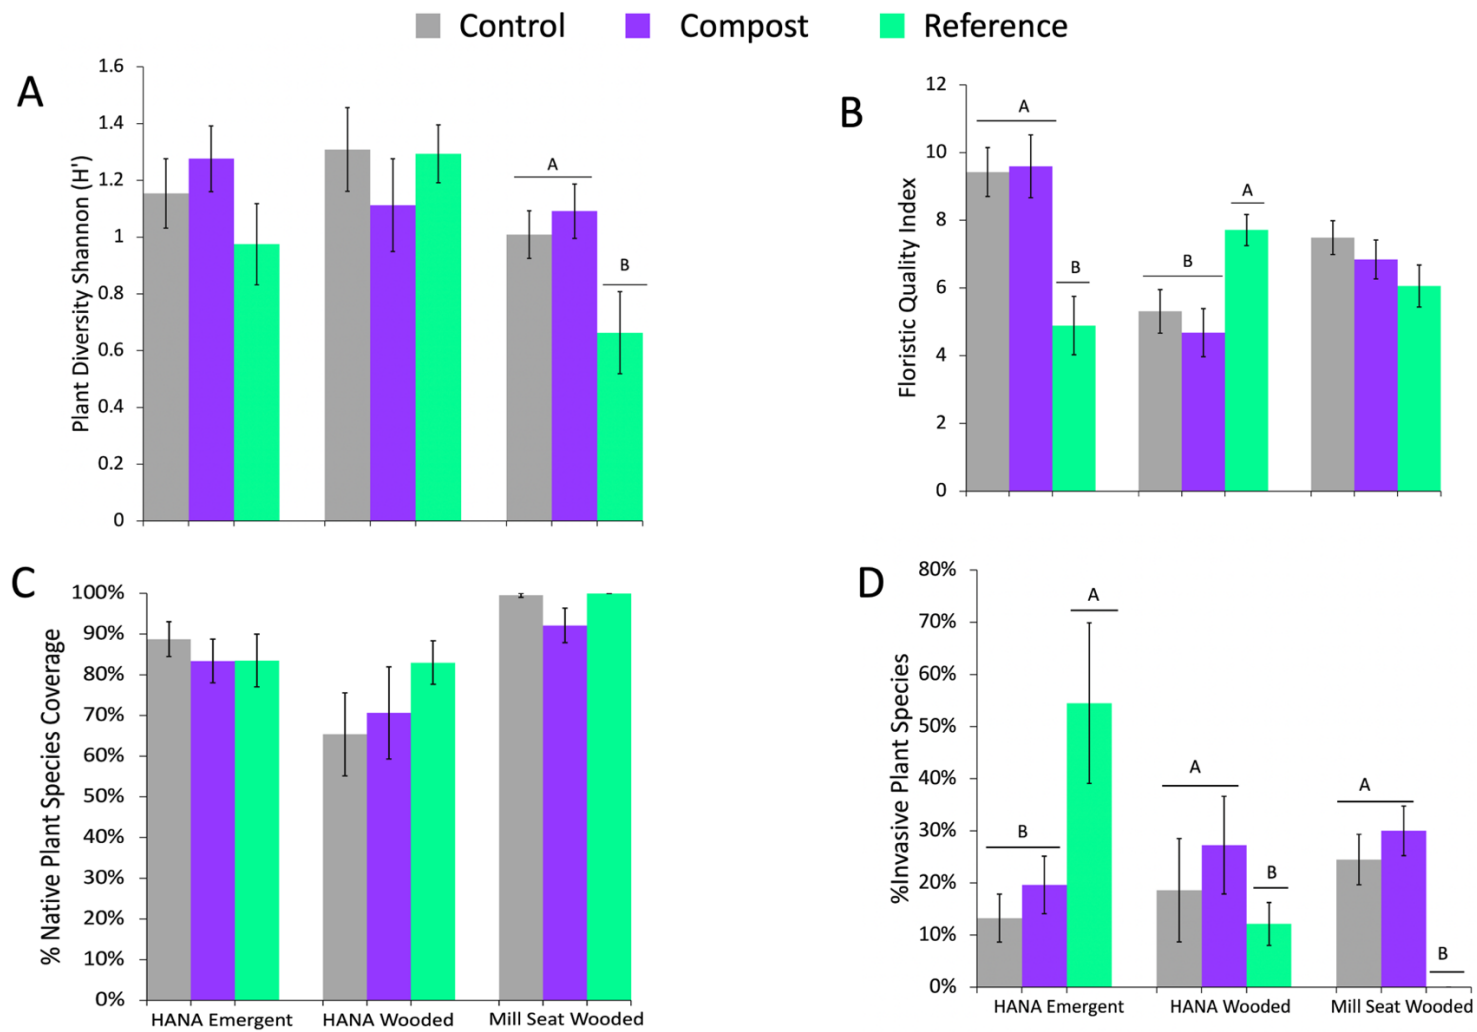 Control Compost Reference
A
Plant Diversity Shannon (H')
1.6
1.4
1.2
1
0.8
0.6
0.4
0.2
0
A
B
B
Floristic Quality Index
12
10
8
6
4
2
0
A
B
B
A
C
% Native Plant Species Coverage
100%
90%
80%
70%
60%
50%
40%
30%
20%
10%
0%
HANA Emergent HANA Wooded Mill Seat Wooded
D
%Invasive Plant Species
80%
70%
60%
50%
40%
30%
20%
10%
0%
B
A
A
B
A
B
HANA Emergent HANA Wooded Mill Seat Wooded